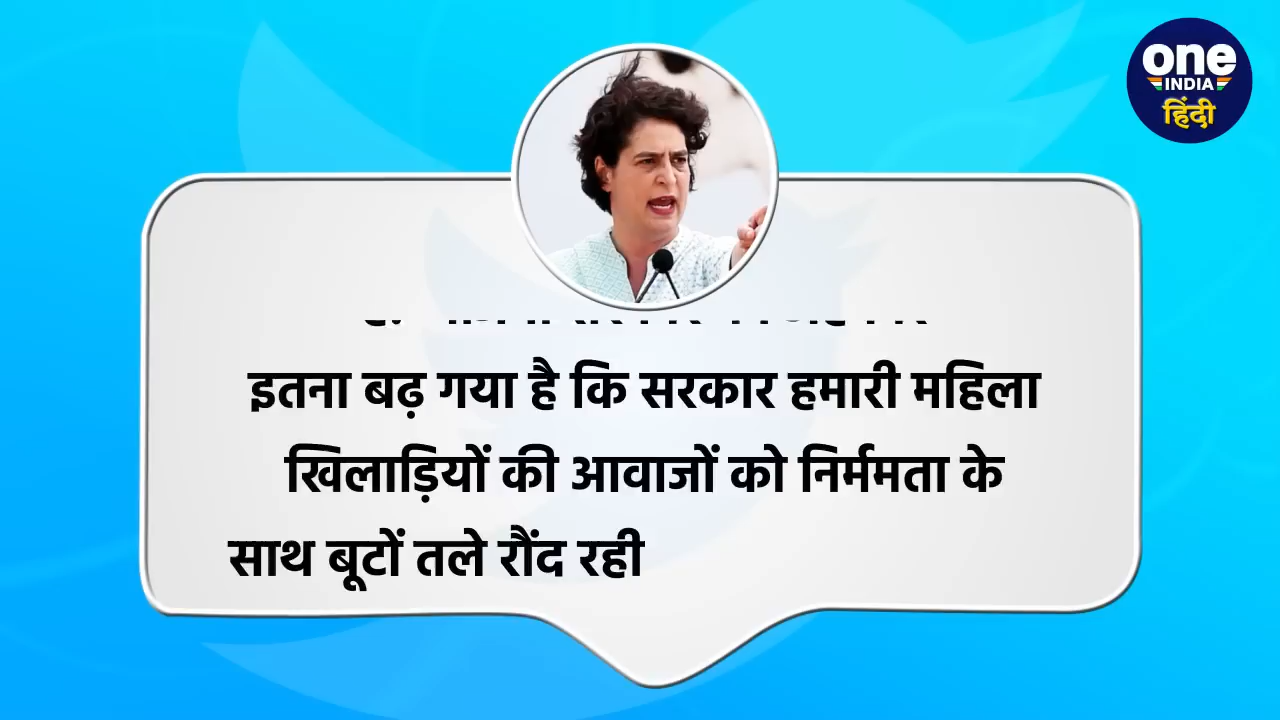 one
INDIA
हिंदी
इतना बढ़ गया है कि सरकार हमारी महिला
खिलाड़ियों की आवाजों को निर्ममता के
साथ बूटों तले रौंद रही